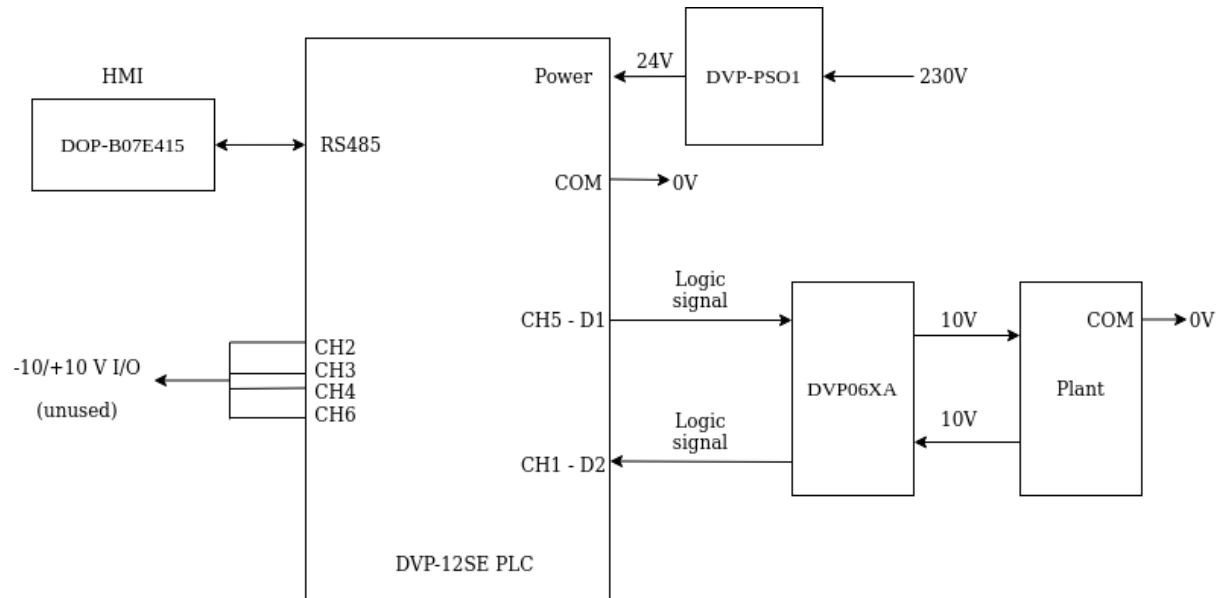 HMI
DOP-B07E415
RS485
Power
24V
DVP-PSO1
230V
COM
0V
Logic
signal
CH5 - D1
DVP06XA
10V
COM
0V
Plant
10V
Logic
signal
CH1 - D2
-10/+10 V I/O
(unused)
CH2
CH3
CH4
CH6
DVP-12SE PLC